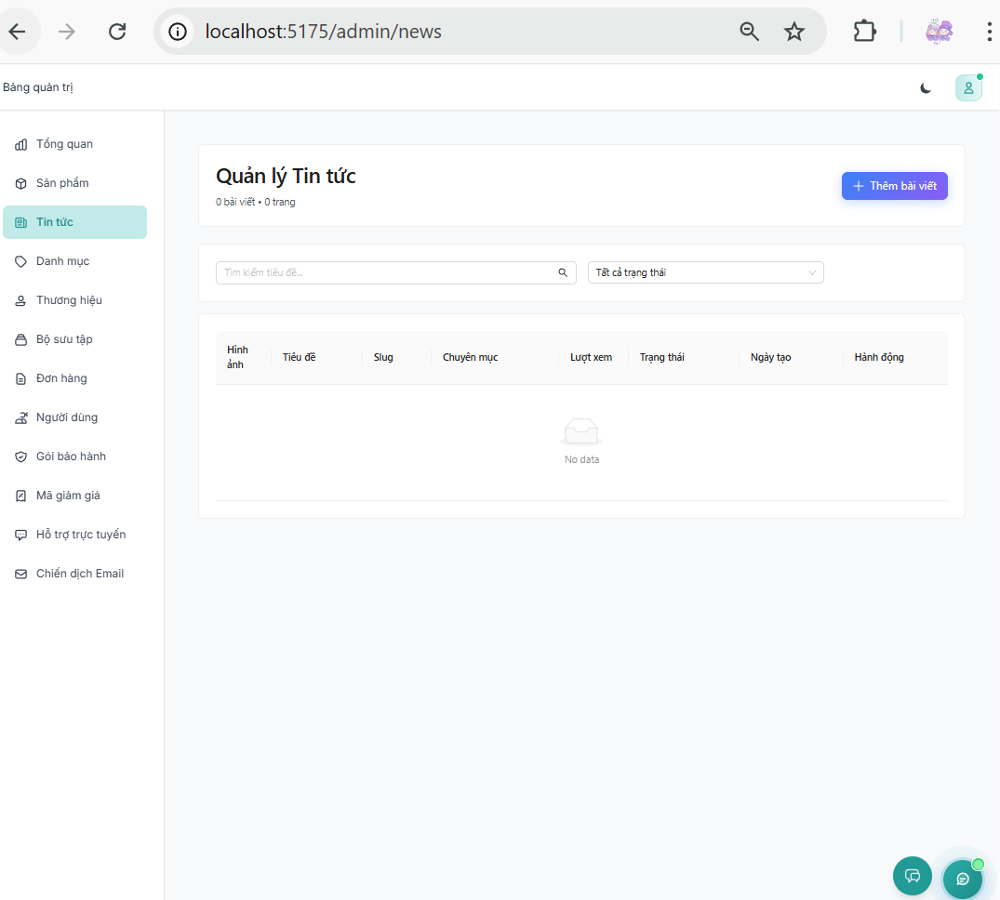 localhost:5175/admin/news
Bảng quản trị
Tổng quan
Sản phẩm
Tin tức
Danh mục
Thương hiệu
Bộ sưu tập
Đơn hàng
Người dùng
Gói bảo hành
Mã giảm giá
Hỗ trợ trực tuyến
Chiến dịch Email
Quản lý Tin tức
0 bài viết • 0 trang
Thêm bài viết
Tìm kiếm tiêu đề...
Tất cả trạng thái
Hình
ảnh
Tiêu đề
Slug
Chuyên mục
Lượt xem
Trạng thái
Ngày tạo
Hành động
No data